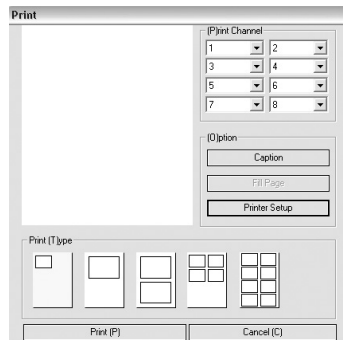 Print
(P)rint Channel
1 2
3 4
5 6
7 8
(O)ption
Caption
Fill Page
Printer Setup
Print (T)ype
Print (P) Cancel (C)